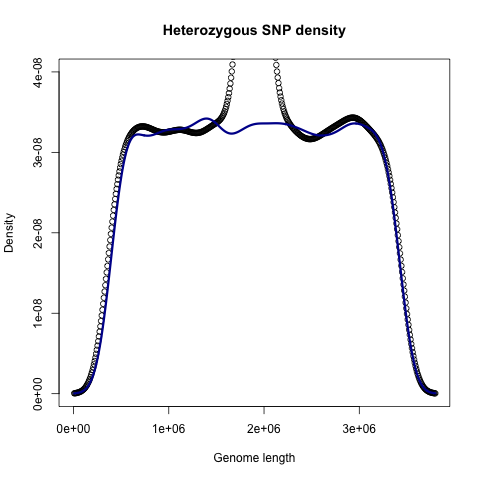 Heterozygous SNP density
4e-08
3e-08
2e-08
1e-08
0e+00
Density
0e+00 1e+06 2e+06 3e+06
Genome length